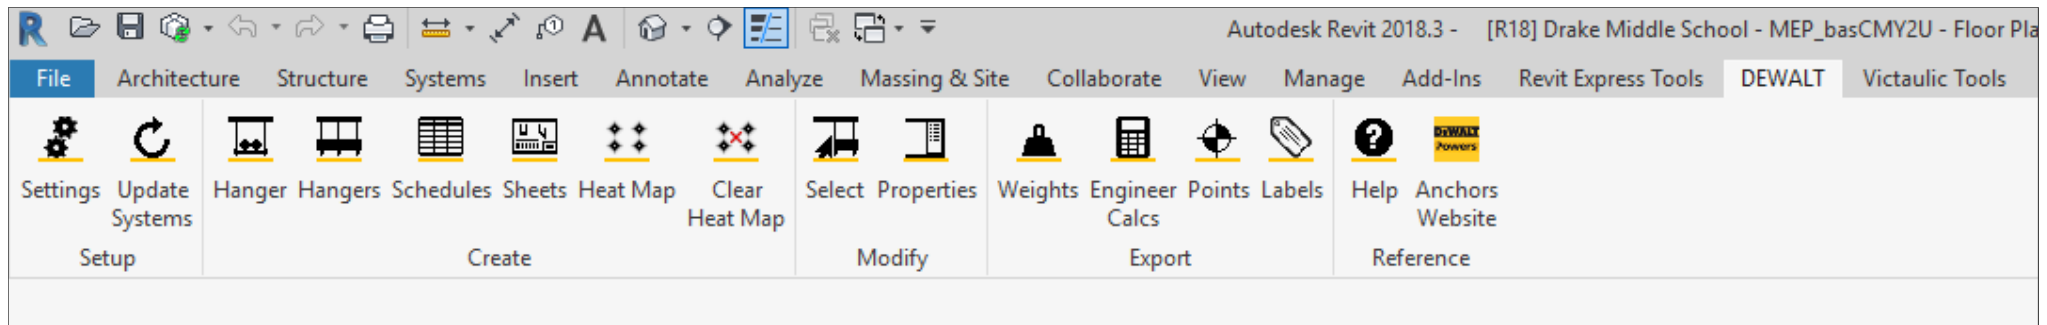 Autodesk Revit 2018.3 - [R18] Drake Middle School - MEP_basCMY2U - Floor Pla
File Architecture Structure Systems Insert Annotate Analyze Massing & Site Collaborate View Manage Add-Ins Revit Express Tools DEWALT Victaulic Tools
DEWALT
Powers
Settings Update Systems Hanger Hangers Schedules Sheets Heat Map Clear Heat Map Select Properties Weights Engineer Calcs Points Labels Help Anchors Website
Setup Create Modify Export Reference